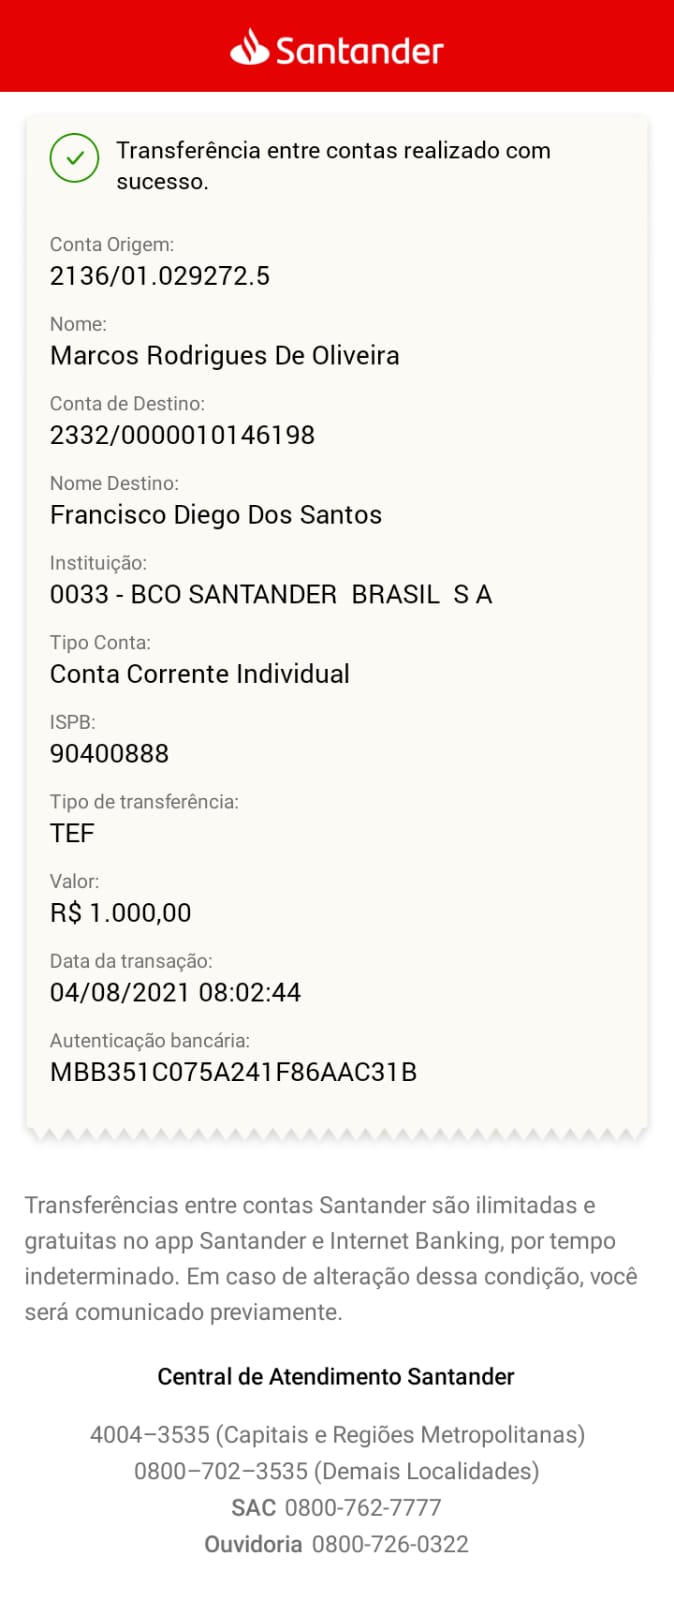 Santander
Transferência entre contas realizado com
sucesso.
Conta Origem:
2136/01.029272.5
Nome:
Marcos Rodrigues De Oliveira
Conta de Destino:
2332/0000010146198
Nome Destino:
Francisco Diego Dos Santos
Instituição:
0033 - BCO SANTANDER  BRASIL  S A
Tipo Conta:
Conta Corrente Individual
ISPB:
90400888
Tipo de transferência:
TEF
Valor:
R$ 1.000,00
Data da transação:
04/08/2021 08:02:44
Autenticação bancária:
MBB351C075A241F86AAC31B
Transferências entre contas Santander são ilimitadas e
gratuitas no app Santander e Internet Banking, por tempo
indeterminado. Em caso de alteração dessa condição, você
será comunicado previamente.
Central de Atendimento Santander
4004–3535 (Capitais e Regiões Metropolitanas)
0800–702–3535 (Demais Localidades)
SAC 0800-762-7777
Ouvidoria 0800-726-0322